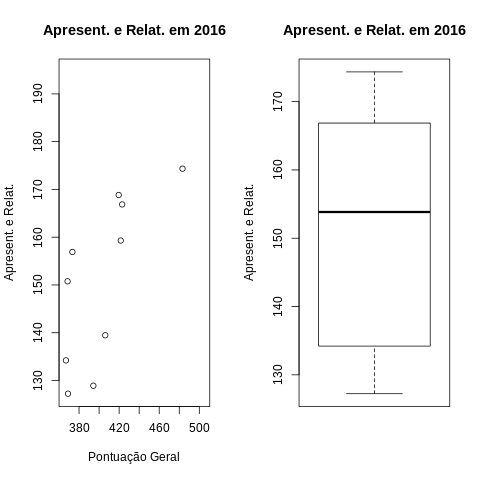 Apresent. e Relat. em 2016
Apresent. e Relat.
130 140 150 160 170 180 190
380 420 460 500
Pontuação Geral
Apresent. e Relat. em 2016
Apresent. e Relat.
130 140 150 160 170